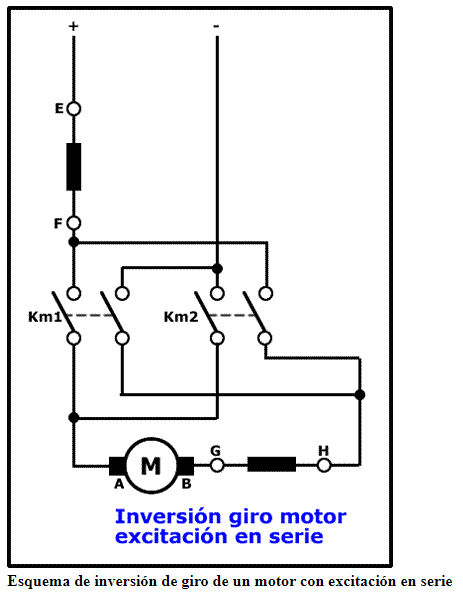 + -
E
F
Km1 Km2
G H
M
A B
Inversión giro motor
excitación en serie
Esquema de inversión de giro de un motor con excitación en serie